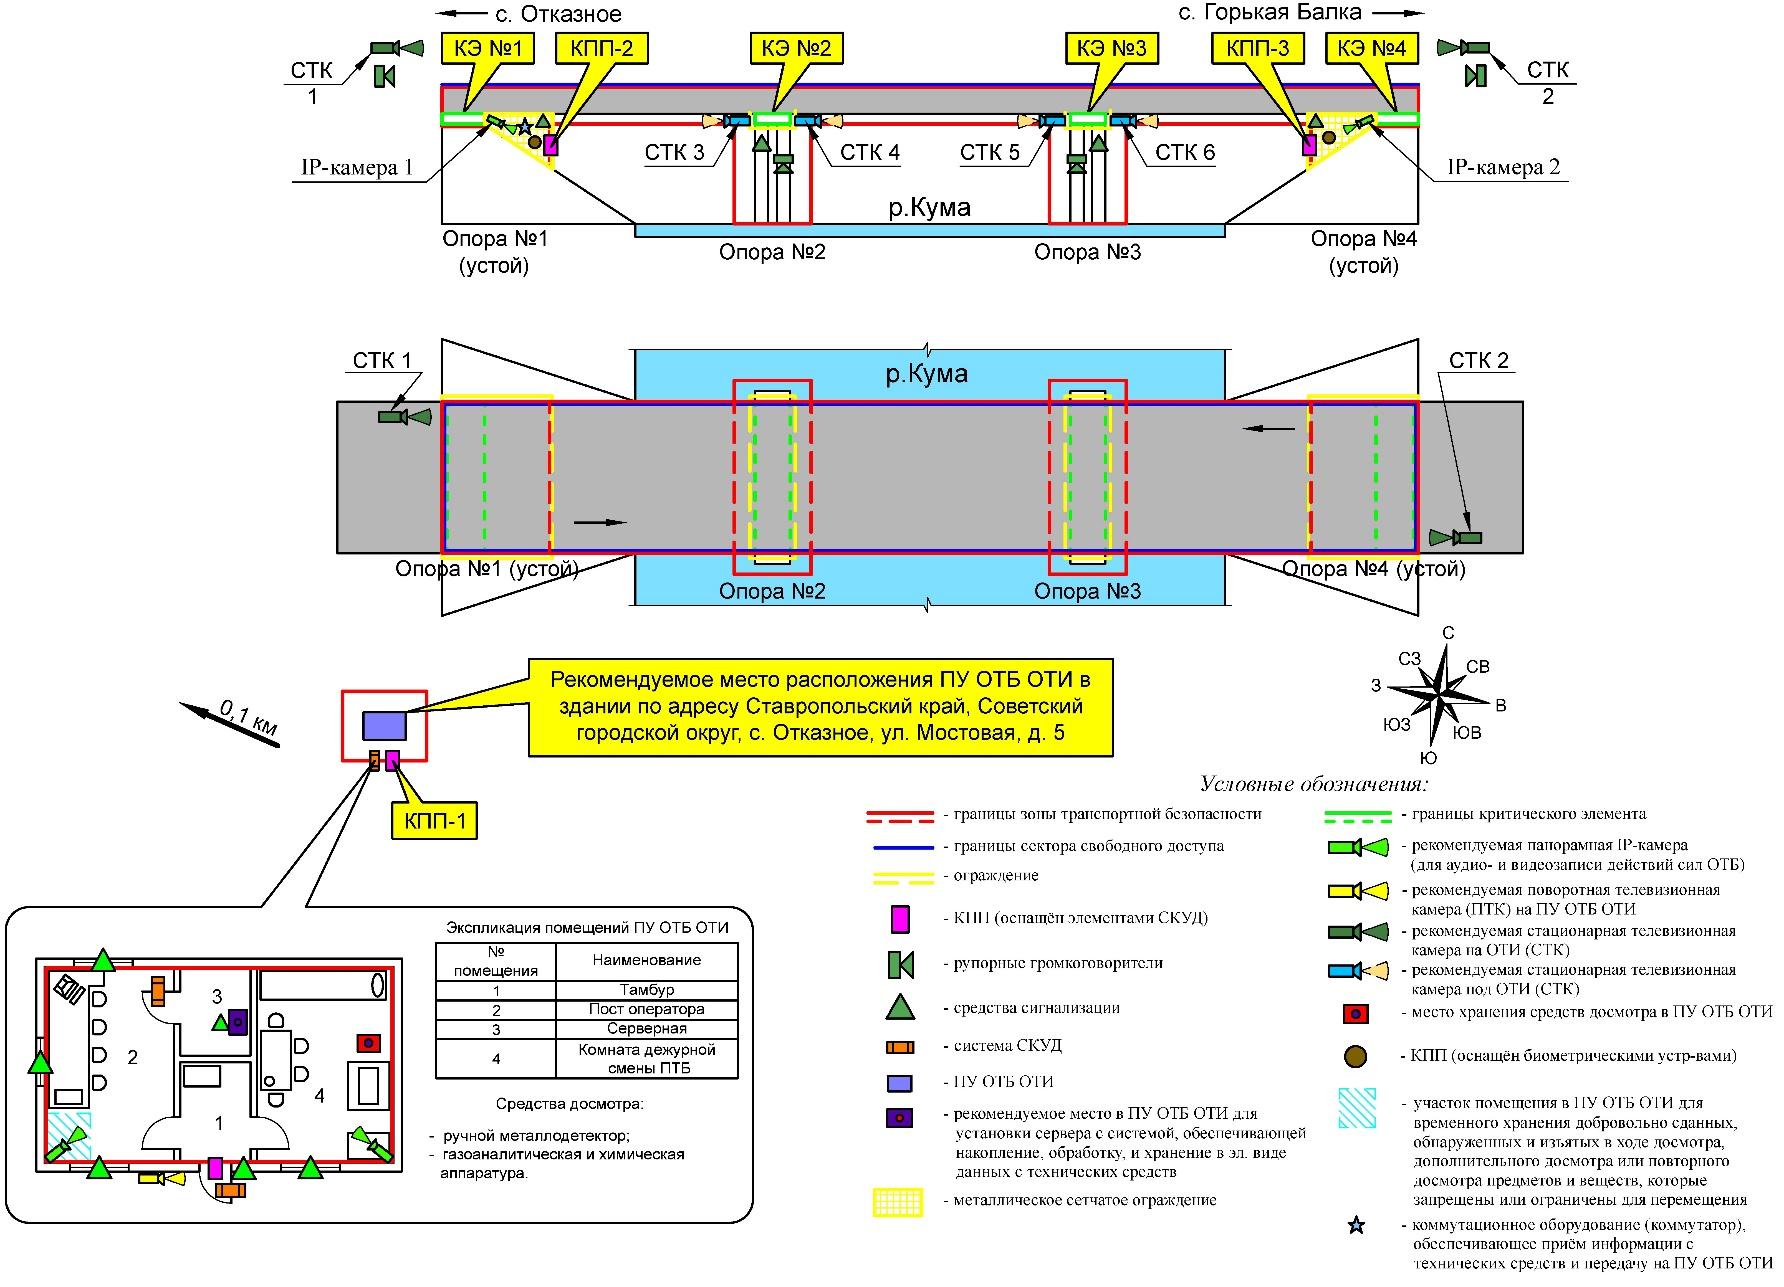 с. Отказное
с. Горькая Балка
КЭ №1
КПП-2
КЭ №2
КЭ №3
КПП-3
КЭ №4
СТК
1
СТК
2
IP-камера 1
СТК 3
СТК 4
СТК 5
СТК 6
IP-камера 2
р.Кума
Опора №1
(устой)
Опора №2
Опора №3
Опора №4
(устой)
СТК 1
р.Кума
СТК 2
Опора №1 (устой)
Опора №2
Опора №3
Опора №4 (устой)
С
СЗ
СВ
З
В
ЮЗ
ЮВ
Ю
0,1 км
Рекомендуемое место расположения ПУ ОТБ ОТИ в
здании по адресу Ставропольский край, Советский
городской округ, с. Отказное, ул. Мостовая, д. 5
КПП-1
Экспликация помещений ПУ ОТБ ОТИ
№
помещения
Наименование
1
Тамбур
2
Пост оператора
3
Серверная
4
Комната дежурной
смены ПТБ
Средства досмотра:
- ручной металлодетектор;
- газоаналитическая и химическая
аппаратура.
3
2
4
1
Условные обозначения:
- границы зоны транспортной безопасности
- границы сектора свободного доступа
- ограждение
- КПП (оснащён элементами СКУД)
- рупорные громкоговорители
- средства сигнализации
- система СКУД
- ПУ ОТБ ОТИ
- рекомендуемое место в ПУ ОТБ ОТИ для
установки сервера с системой, обеспечивающей
накопление, обработку, и хранение в эл. виде
данных с технических средств
- металлическое сетчатое ограждение
- границы критического элемента
- рекомендуемая панорамная IP-камера
(для аудио- и видеозаписи действий сил ОТБ)
- рекомендуемая поворотная телевизионная
камера (ПТК) на ПУ ОТБ ОТИ
- рекомендуемая стационарная телевизионная
камера на ОТИ (СТК)
- рекомендуемая стационарная телевизионная
камера под ОТИ (СТК)
- место хранения средств досмотра в ПУ ОТБ ОТИ
- КПП (оснащён биометрическими устр-вами)
- участок помещения в ПУ ОТБ ОТИ для
временного хранения добровольно сданных,
обнаруженных и изъятых в ходе досмотра,
дополнительного досмотра или повторного
досмотра предметов и веществ, которые
запрещены или ограничены для перемещения
- коммутационное оборудование (коммутатор),
обеспечивающее приём информации с
технических средств и передачу на ПУ ОТБ ОТИ